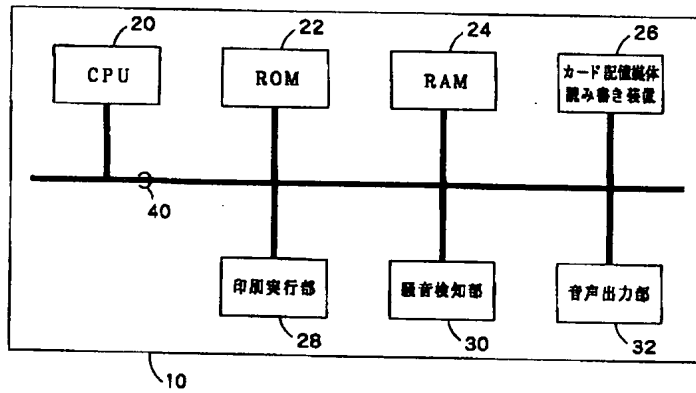 20
22
24
26
CPU
ROM
RAM
カード記憶媒体
読み書き装置
40
印刷実行部
騒音検知部
音声出力部
28
30
32
10